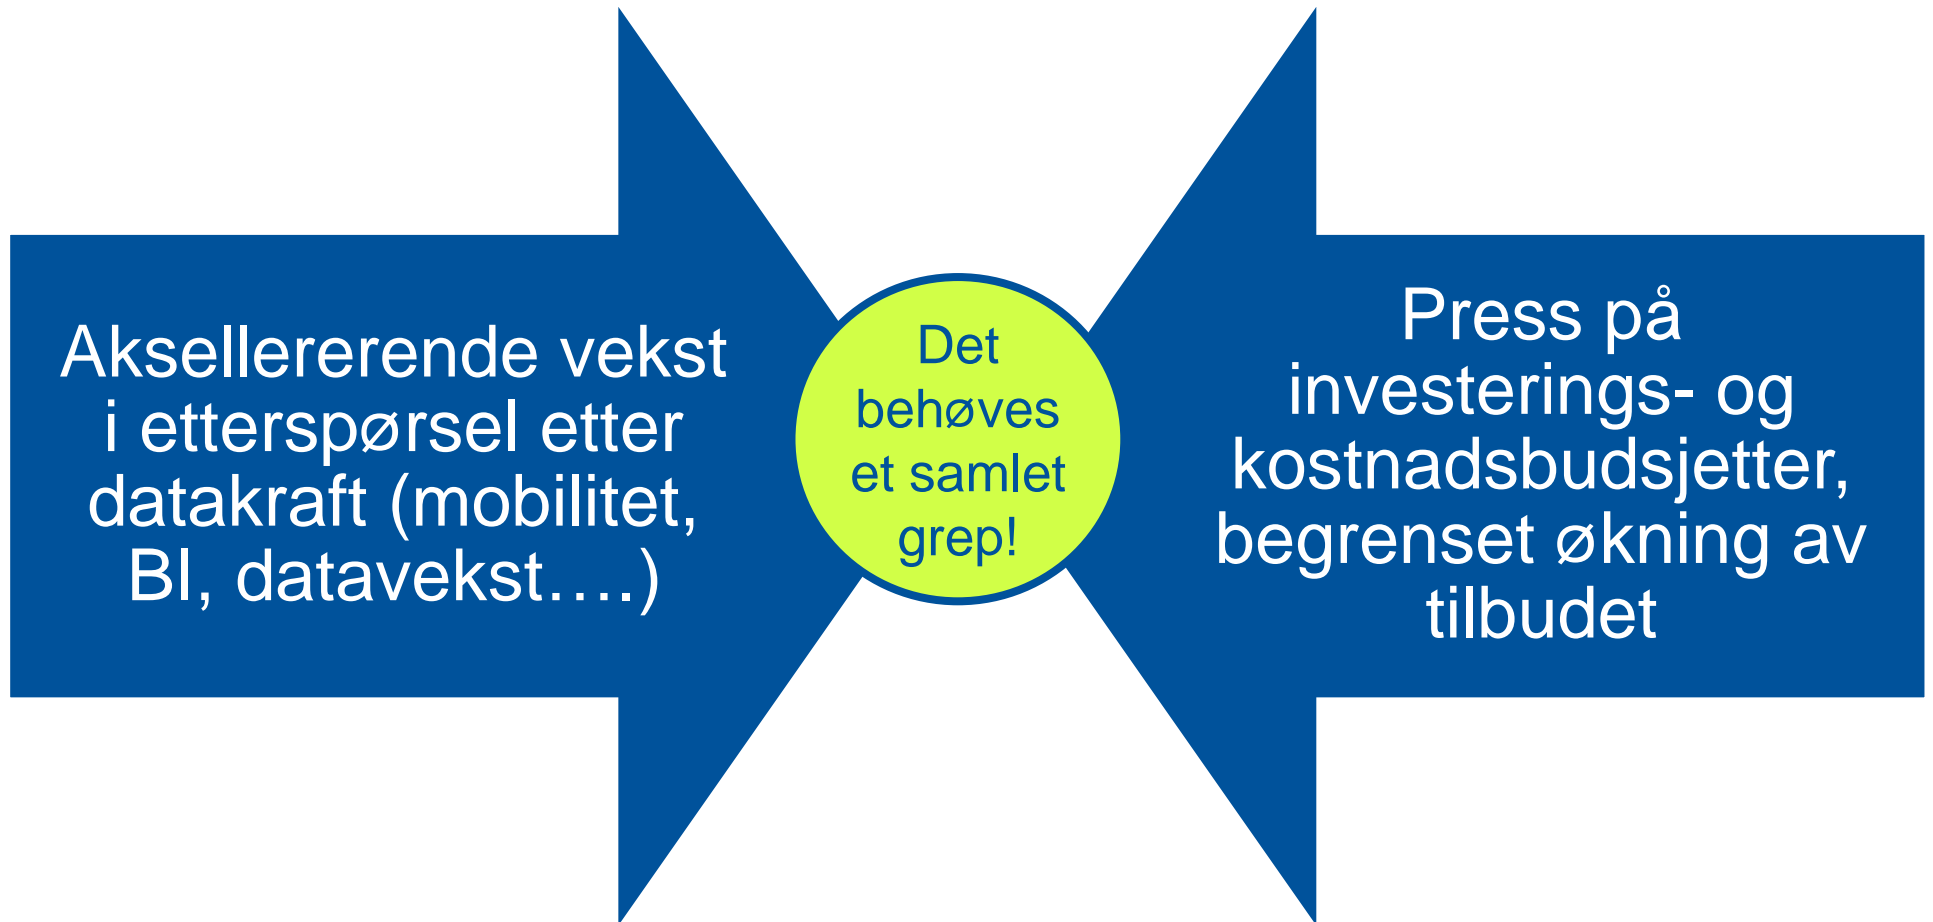 Aksellererende vekst
i etterspørsel etter
datakraft (mobilitet,
BI, datavekst….)
Det
behøves
et samlet
grep!
Press på
investerings- og
kostnadsbudsjetter,
begrenset økning av
tilbudet